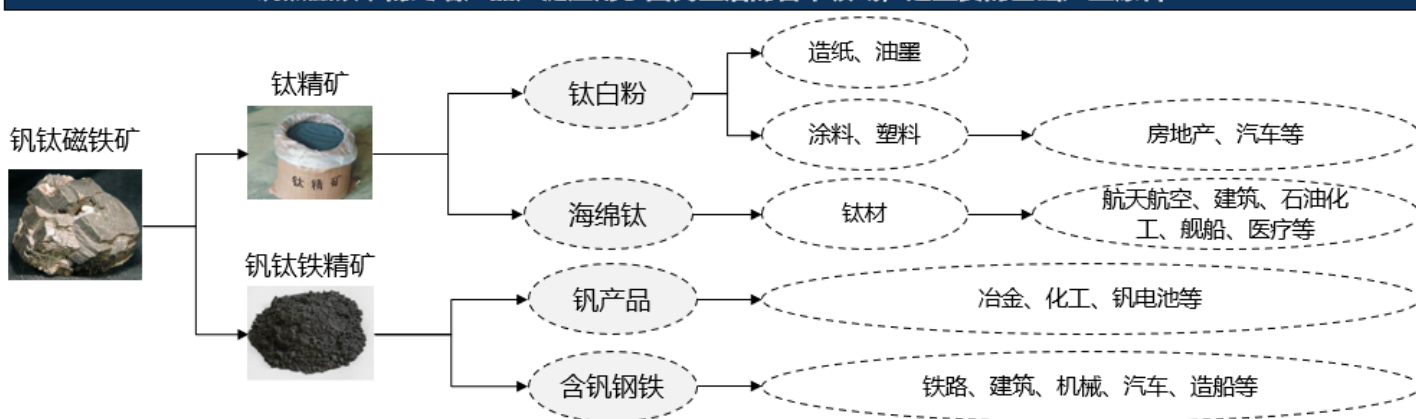 钛精矿
钒钛磁铁矿
钛精矿
钒钛铁精矿
钛白粉
造纸、油墨
涂料、塑料
房地产、汽车等
海绵钛
钛材
航天航空、建筑、石油化
工、舰船、医疗等
钒产品
冶金、化工、钒电池等
含钒钢铁
铁路、建筑、机械、汽车、造船等